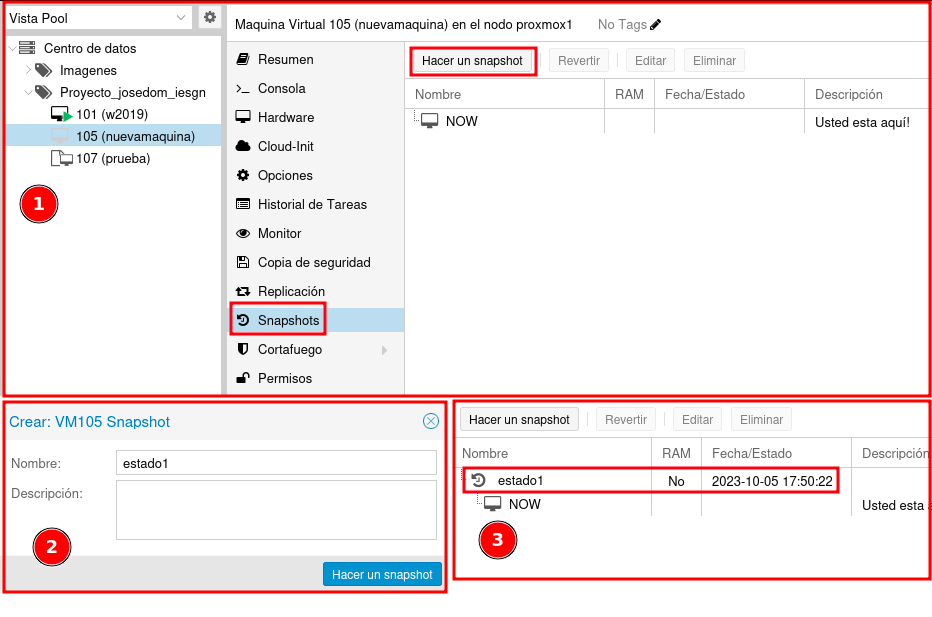 Vista Pool
Maquina Virtual 105 (nuevamaquina) en el nodo proxmox1 No Tags
Centro de datos
Imagenes
Proyecto_josedom_iesgn
101 (w2019)
105 (nuevamaquina)
107 (prueba)
1
Resumen
Consola
Hardware
Cloud-Init
Opciones
Historial de Tareas
Monitor
Copia de seguridad
Replicación
Snapshots
Cortafuego
Permisos
Hacer un snapshot Revertir Editar Eliminar
Nombre RAM Fecha/Estado Descripción
NOW Usted esta aquí!
Crear: VM105 Snapshot
Nombre: estado1
Descripción:
2
Hacer un snapshot
Hacer un snapshot Revertir Editar Eliminar
Nombre RAM Fecha/Estado Descripción
estado1 No 2023-10-05 17:50:22
NOW Usted esta
3